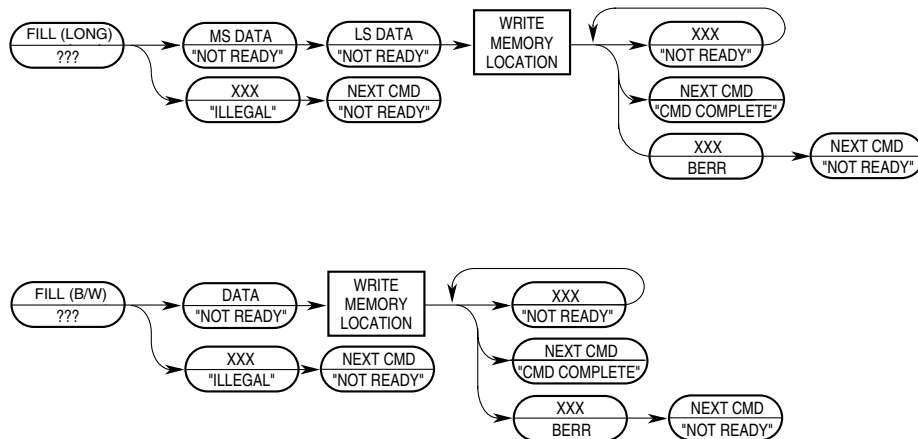 FILL (LONG)
???
MS DATA
"NOT READY"
LS DATA
"NOT READY"
WRITE
MEMORY
LOCATION
XXX
"NOT READY"
XXX
"ILLEGAL"
NEXT CMD
"NOT READY"
NEXT CMD
"CMD COMPLETE"
XXX
BERR
NEXT CMD
"NOT READY"
FILL (B/W)
???
DATA
"NOT READY"
WRITE
MEMORY
LOCATION
XXX
"NOT READY"
XXX
"ILLEGAL"
NEXT CMD
"NOT READY"
NEXT CMD
"CMD COMPLETE"
XXX
BERR
NEXT CMD
"NOT READY"